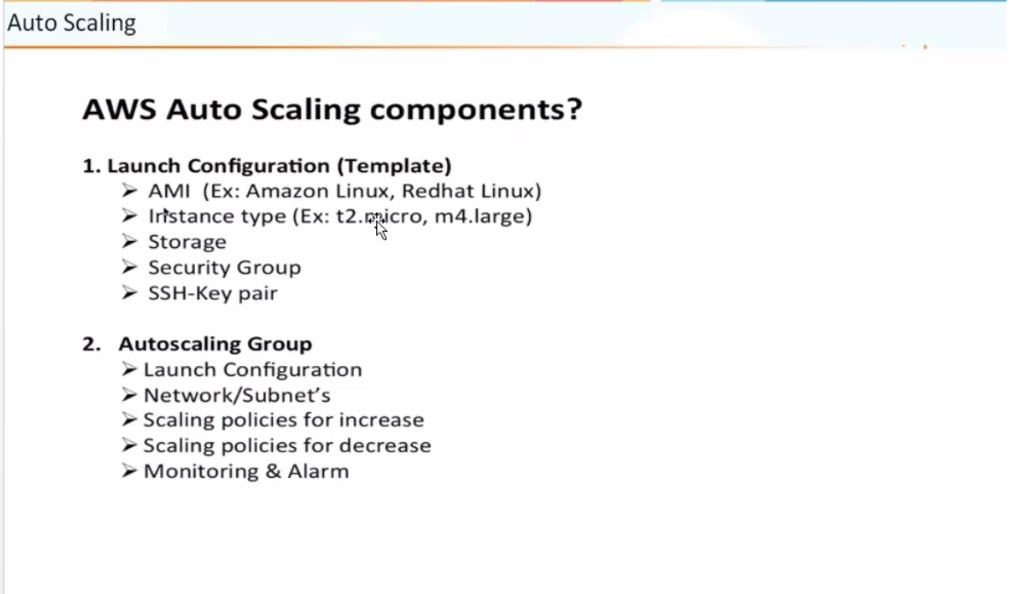 Auto Scaling
AWS Auto Scaling components?
1. Launch Configuration (Template)
➢ AMI (Ex: Amazon Linux, Redhat Linux)
➢ Instance type (Ex: t2.micro, m4.large)
➢ Storage
➢ Security Group
➢ SSH-Key pair
2. Autoscaling Group
➢ Launch Configuration
➢ Network/Subnet’s
➢ Scaling policies for increase
➢ Scaling policies for decrease
➢ Monitoring & Alarm